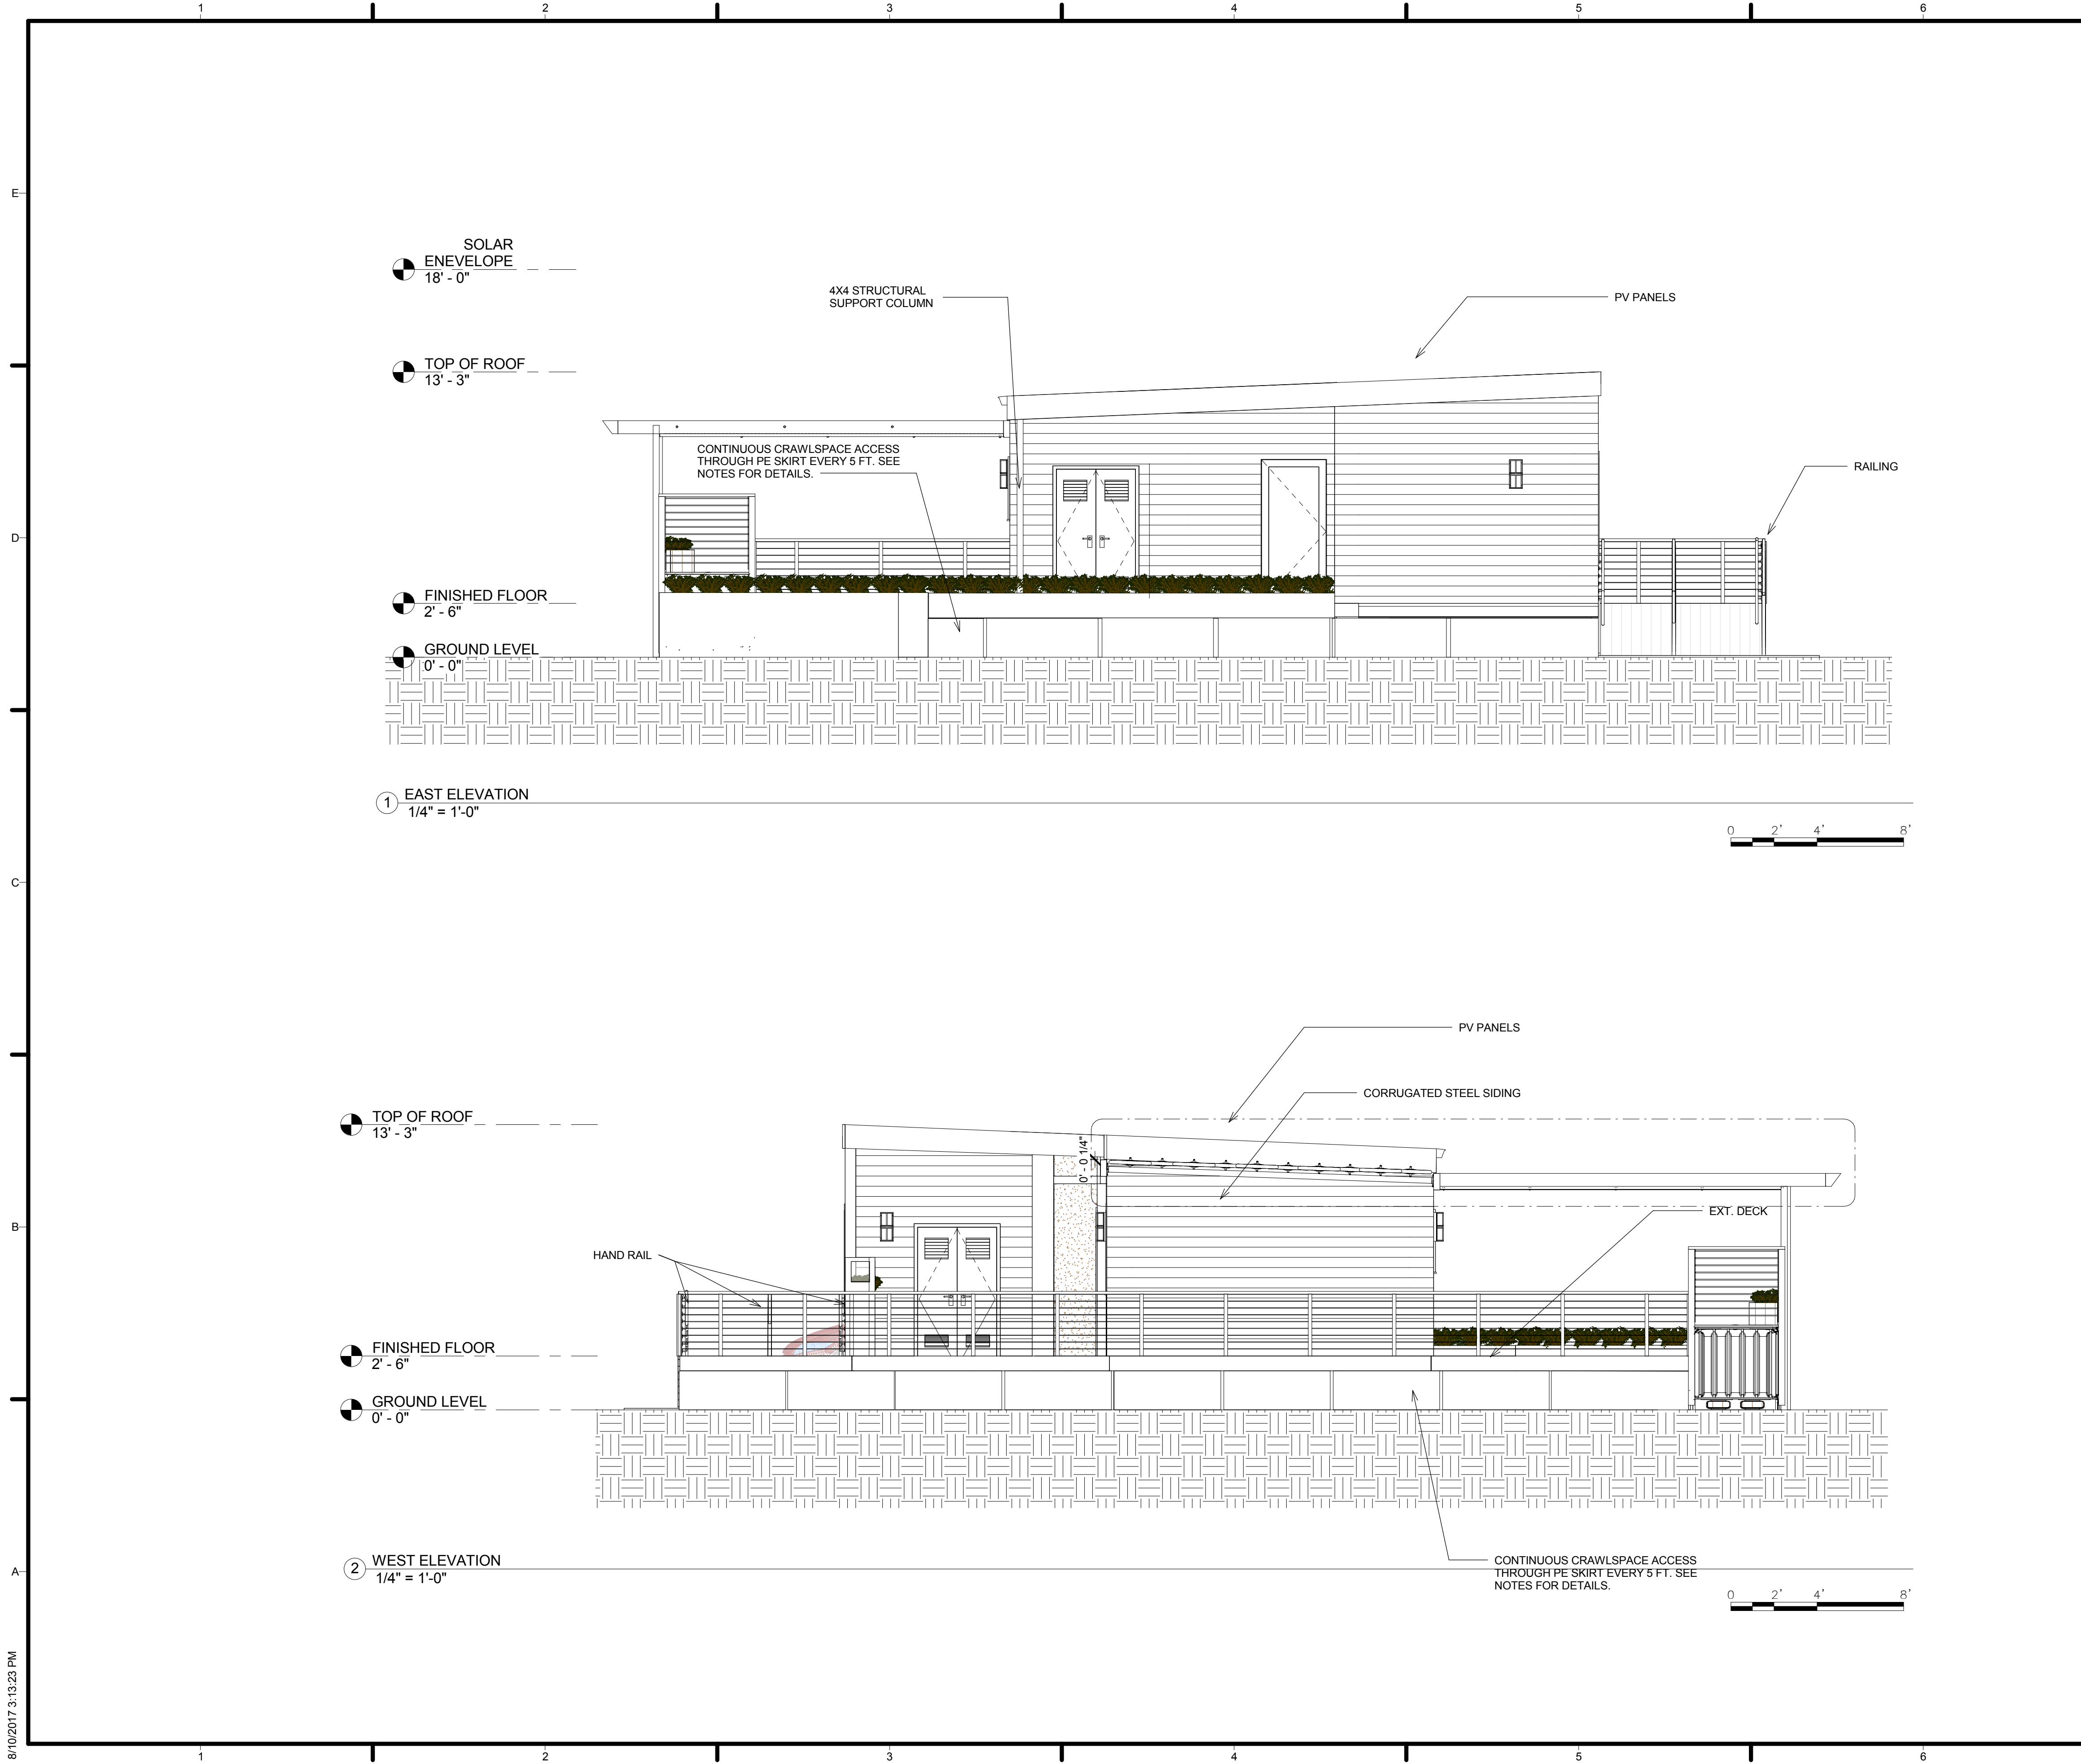 1 2 3 4 5 6
E
SOLAR
ENEVELOPE
18' - 0"
4X4 STRUCTURAL
SUPPORT COLUMN
PV PANELS
TOP OF ROOF
13' - 3"
CONTINUOUS CRAWLSPACE ACCESS
THROUGH PE SKIRT EVERY 5 FT. SEE
NOTES FOR DETAILS.
RAILING
D
FINISHED FLOOR
2' - 6"
GROUND LEVEL
0' - 0"
1 EAST ELEVATION
1/4" = 1'-0"
0 2' 4' 8'
C
PV PANELS
CORRUGATED STEEL SIDING
TOP OF ROOF
13' - 3"
0' - 0 1/4"
B
EXT. DECK
HAND RAIL
FINISHED FLOOR
2' - 6"
GROUND LEVEL
0' - 0"
2 WEST ELEVATION
1/4" = 1'-0"
CONTINUOUS CRAWLSPACE ACCESS
THROUGH PE SKIRT EVERY 5 FT. SEE
NOTES FOR DETAILS.
A
0 2' 4' 8'
8/10/2017 3:13:23 PM
1 2 3 4 5 6